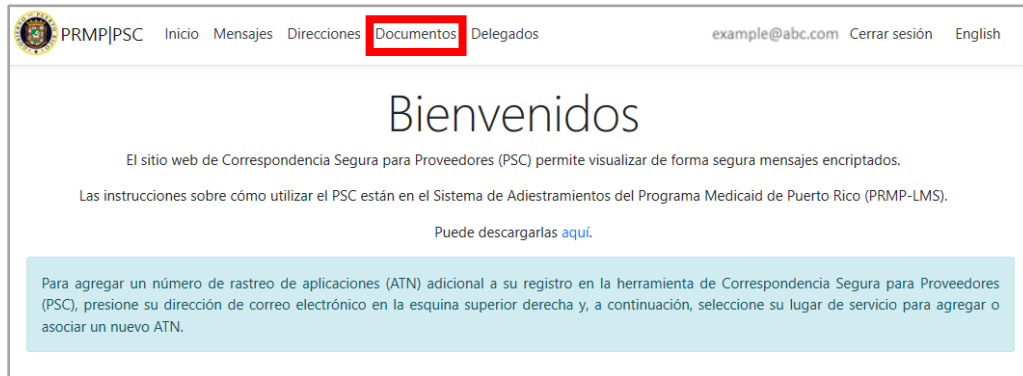 PRMP|PSC Inicio Mensajes Direcciones Documentos Delegados example@abc.com Cerrar sesión English
Bienvenidos
El sitio web de Correspondencia Segura para Proveedores (PSC) permite visualizar de forma segura mensajes encriptados.
Las instrucciones sobre cómo utilizar el PSC están en el Sistema de Adiestramientos del Programa Medicaid de Puerto Rico (PRMP-LMS).
Puede descargarlas aquí.
Para agregar un número de rastreo de aplicaciones (ATN) adicional a su registro en la herramienta de Correspondencia Segura para Proveedores
(PSC), presione su dirección de correo electrónico en la esquina superior derecha y, a continuación, seleccione su lugar de servicio para agregar o
asociar un nuevo ATN.